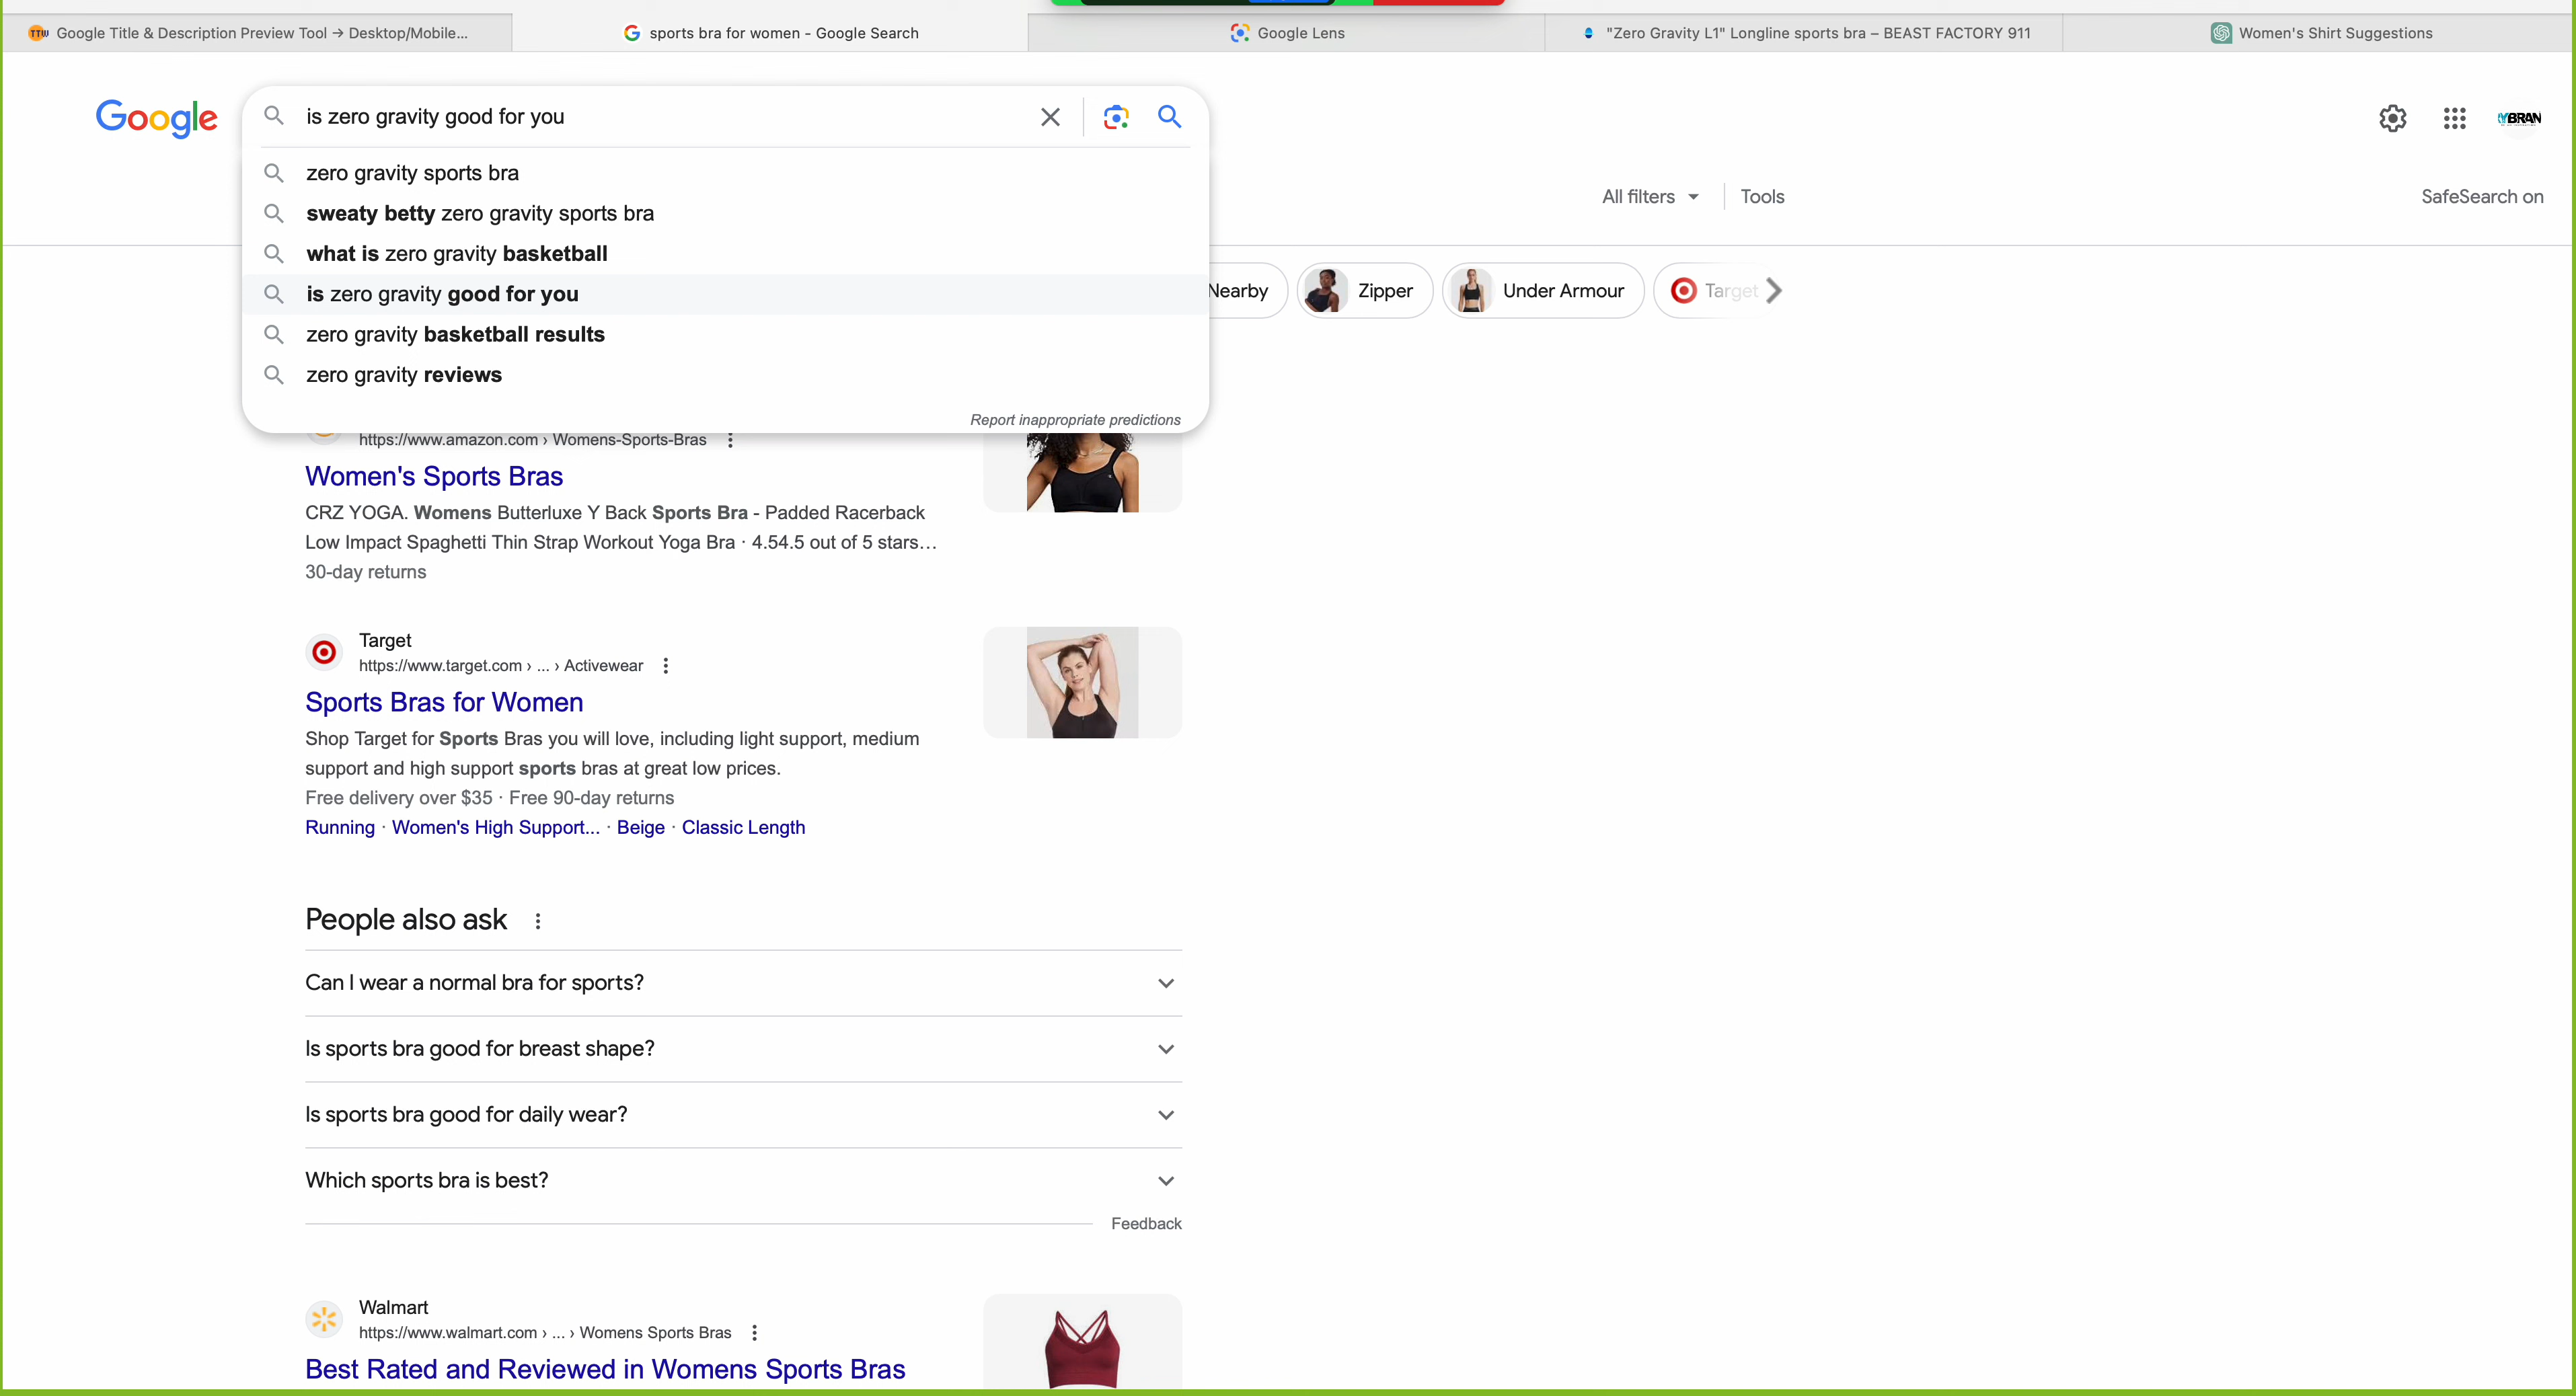 TTW Google Title & Description Preview Tool → Desktop/Mobile...
sports bra for women - Google Search
Google Lens
"Zero Gravity L1" Longline sports bra – BEAST FACTORY 911
Women's Shirt Suggestions
Google
is zero gravity good for you
YBRAN
zero gravity sports bra
sweaty betty zero gravity sports bra
what is zero gravity basketball
is zero gravity good for you
zero gravity basketball results
zero gravity reviews
Report inappropriate predictions
All filters
Tools
SafeSearch on
Nearby
Zipper
Under Armour
Target
https://www.amazon.com › Womens-Sports-Bras
Women's Sports Bras
CRZ YOGA. Womens Butterluxe Y Back Sports Bra - Padded Racerback
Low Impact Spaghetti Thin Strap Workout Yoga Bra · 4.54.5 out of 5 stars...
30-day returns
Target
https://www.target.com › ... › Activewear
Sports Bras for Women
Shop Target for Sports Bras you will love, including light support, medium
support and high support sports bras at great low prices.
Free delivery over $35 · Free 90-day returns
Running · Women's High Support... · Beige · Classic Length
People also ask
Can I wear a normal bra for sports?
Is sports bra good for breast shape?
Is sports bra good for daily wear?
Which sports bra is best?
Feedback
Walmart
https://www.walmart.com › ... › Womens Sports Bras
Best Rated and Reviewed in Womens Sports Bras